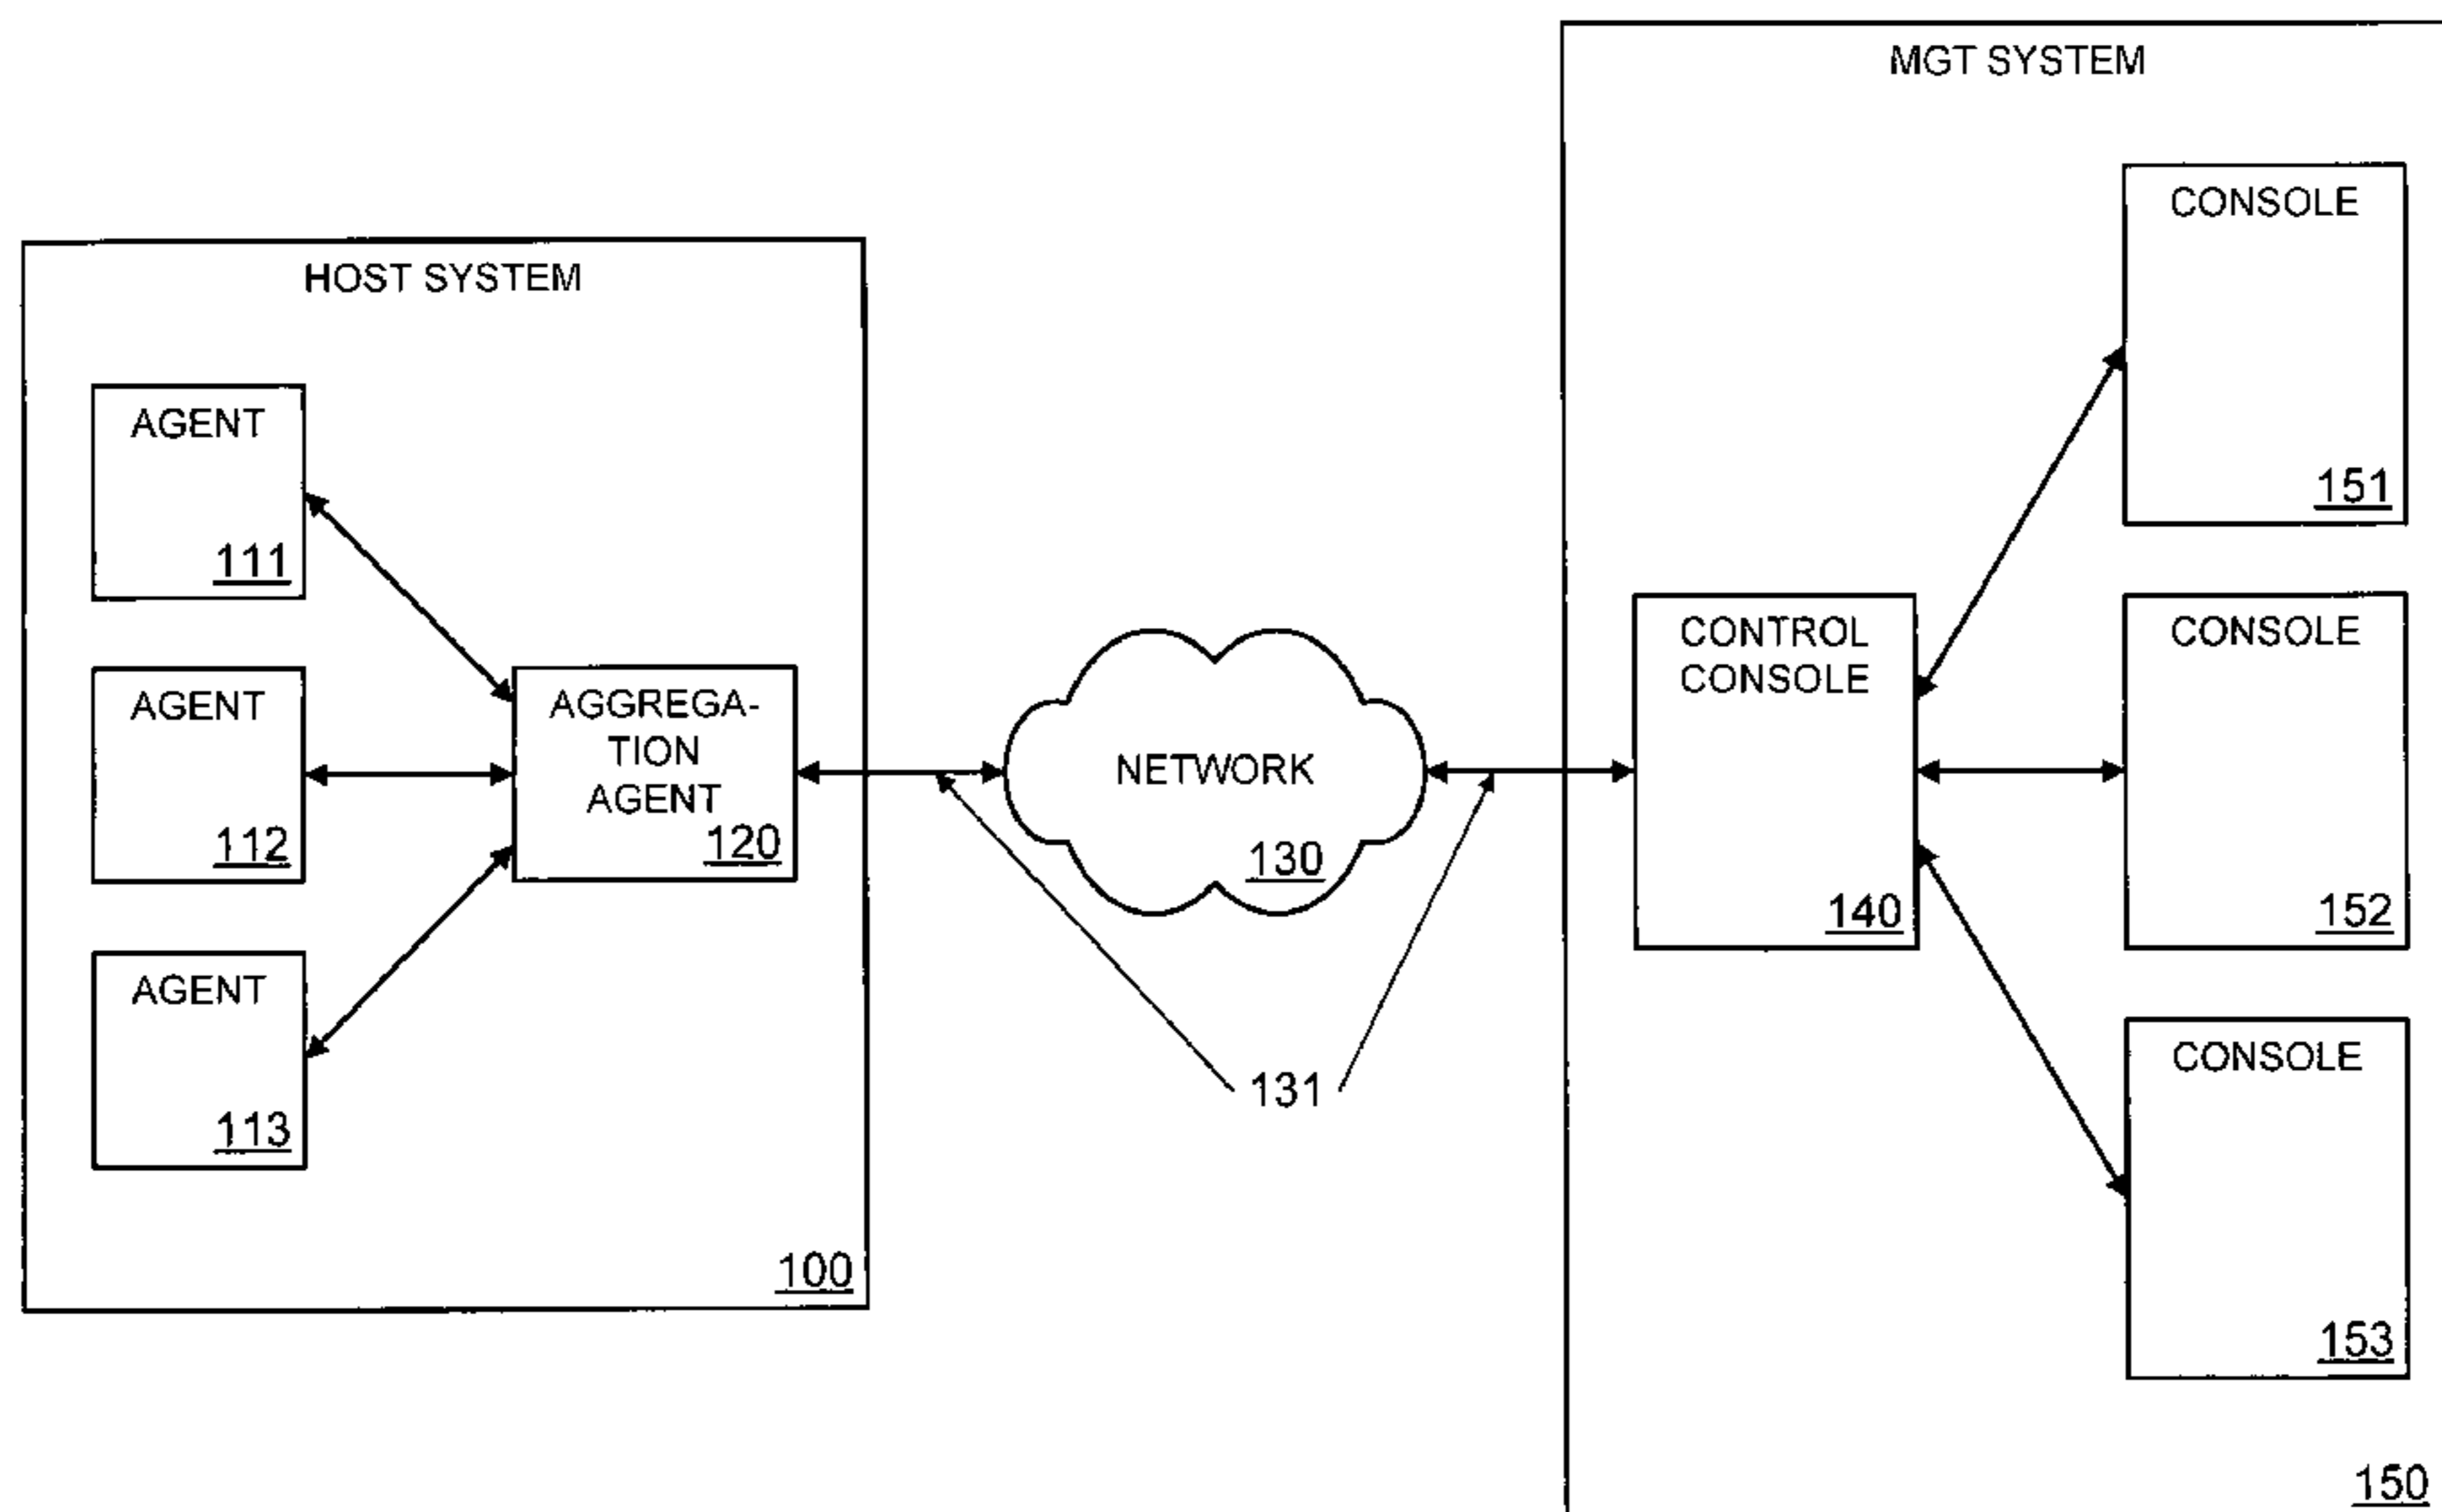 MGT SYSTEM
CONSOLE
151
HOST SYSTEM
AGENT
111
CONTROL
CONSOLE
140
CONSOLE
152
AGENT
112
AGGREGA-
TION
AGENT
120
NETWORK
130
AGENT
113
131
CONSOLE
153
100
150